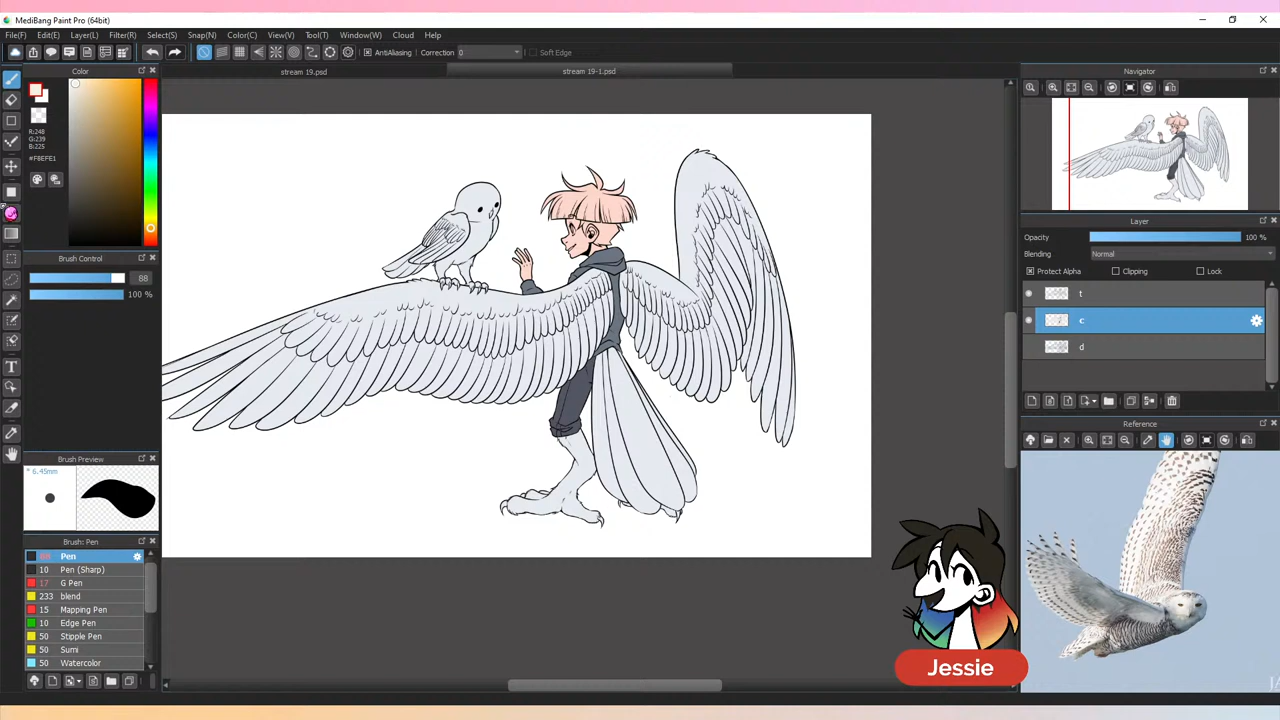 MediBang Paint Pro (64bit)
File(F) Edit(E) Layer(L) Filter(R) Select(S) Snap(N) Color(C) View(V) Tool(T) Window(W) Cloud Help
AntiAliasing Correction 0 Soft Edge
Color
stream 19.psd
stream 19-1.psd
Navigator
R:248
G:239
B:225
#F8EFE1
Layer
Opacity 100 %
Blending Normal
Protect Alpha Clipping Lock
t
c
d
Brush Control
88
100 %
Reference
Brush Preview
* 6.45mm
Brush: Pen
Pen
10 Pen (Sharp)
17 G Pen
233 blend
15 Mapping Pen
10 Edge Pen
50 Stipple Pen
50 Sumi
50 Watercolor
Jessie